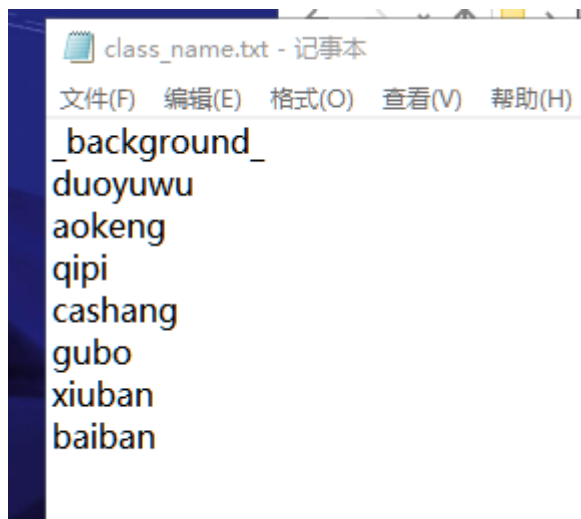 class_name.txt - 记事本
文件(F) 编辑(E) 格式(O) 查看(V) 帮助(H)
_background_
duoyuwu
aokeng
qipi
cashang
gubo
xiuban
baiban